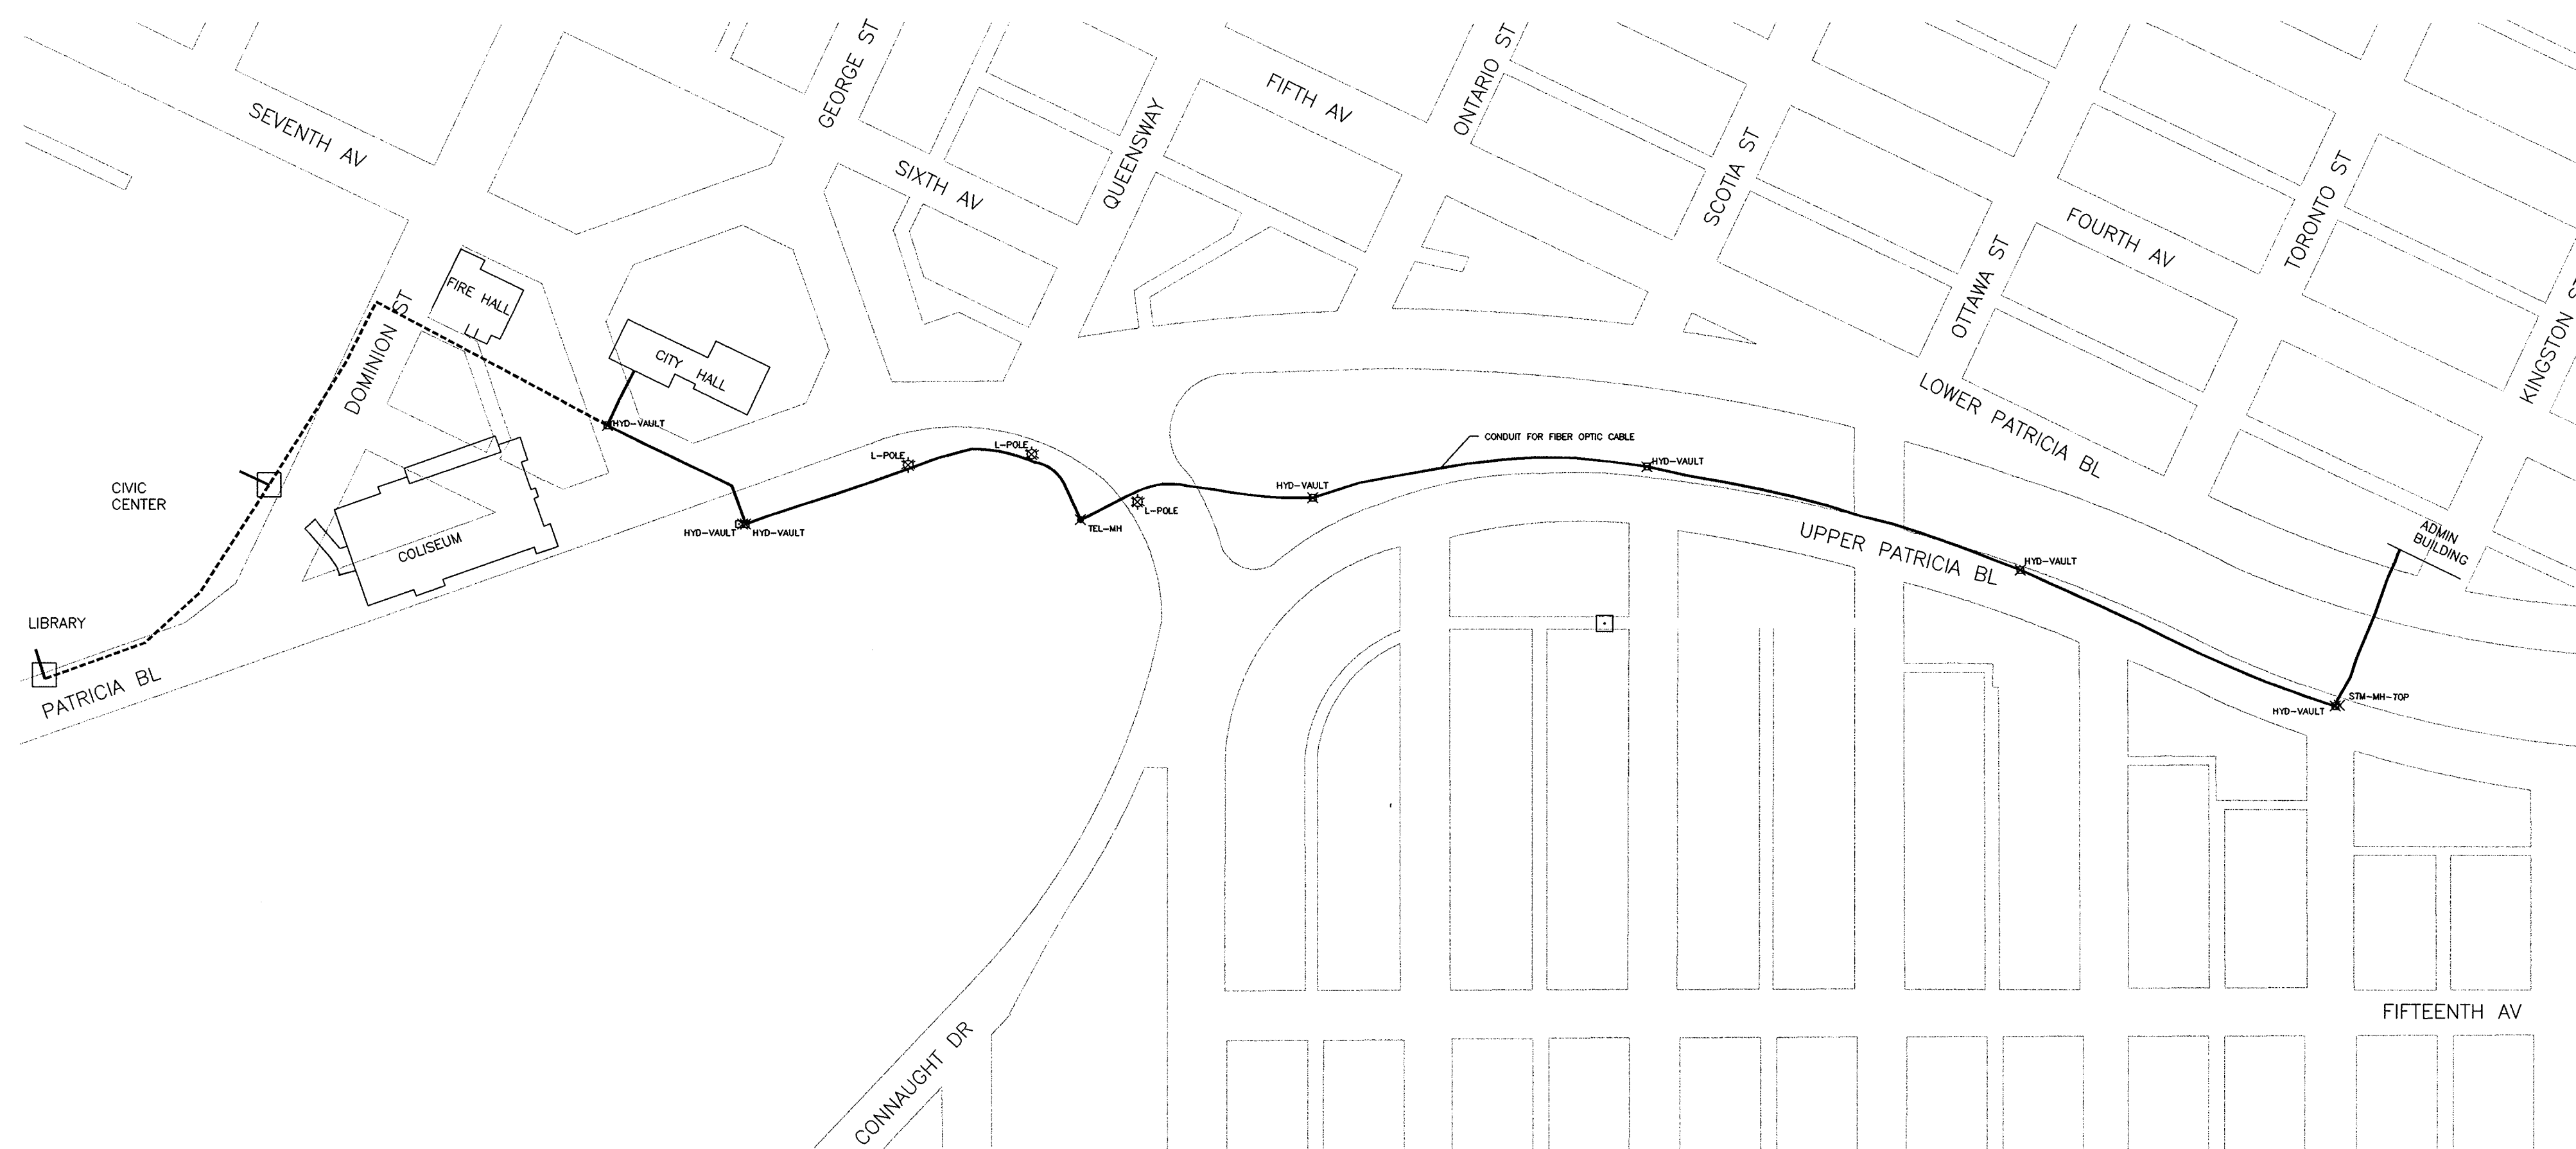 GEORGE ST
ONTARIO ST
FIFTH AV
SEVENTH AV
QUEENSWAY
SCOTIA ST
SIXTH AV
TORONTO ST
FOURTH AV
OTTAWA ST
FIRE HALL
DOMINION ST
KINGSTON
CITY HALL
LOWER PATRICIA BL
HYD-VAULT
CONDUIT FOR FIBER OPTIC CABLE
L-POLE
L-POLE
HYD-VAULT
HYD-VAULT
CIVIC
CENTER
L-POLE
TEL-MH
HYD-VAULT
HYD-VAULT
COLISEUM
UPPER PATRICIA BL
ADMIN
BUILDING
HYD-VAULT
LIBRARY
PATRICIA BL
STM-MH-TOP
HYD-VAULT
FIFTEENTH AV
CONNAUGHT DR